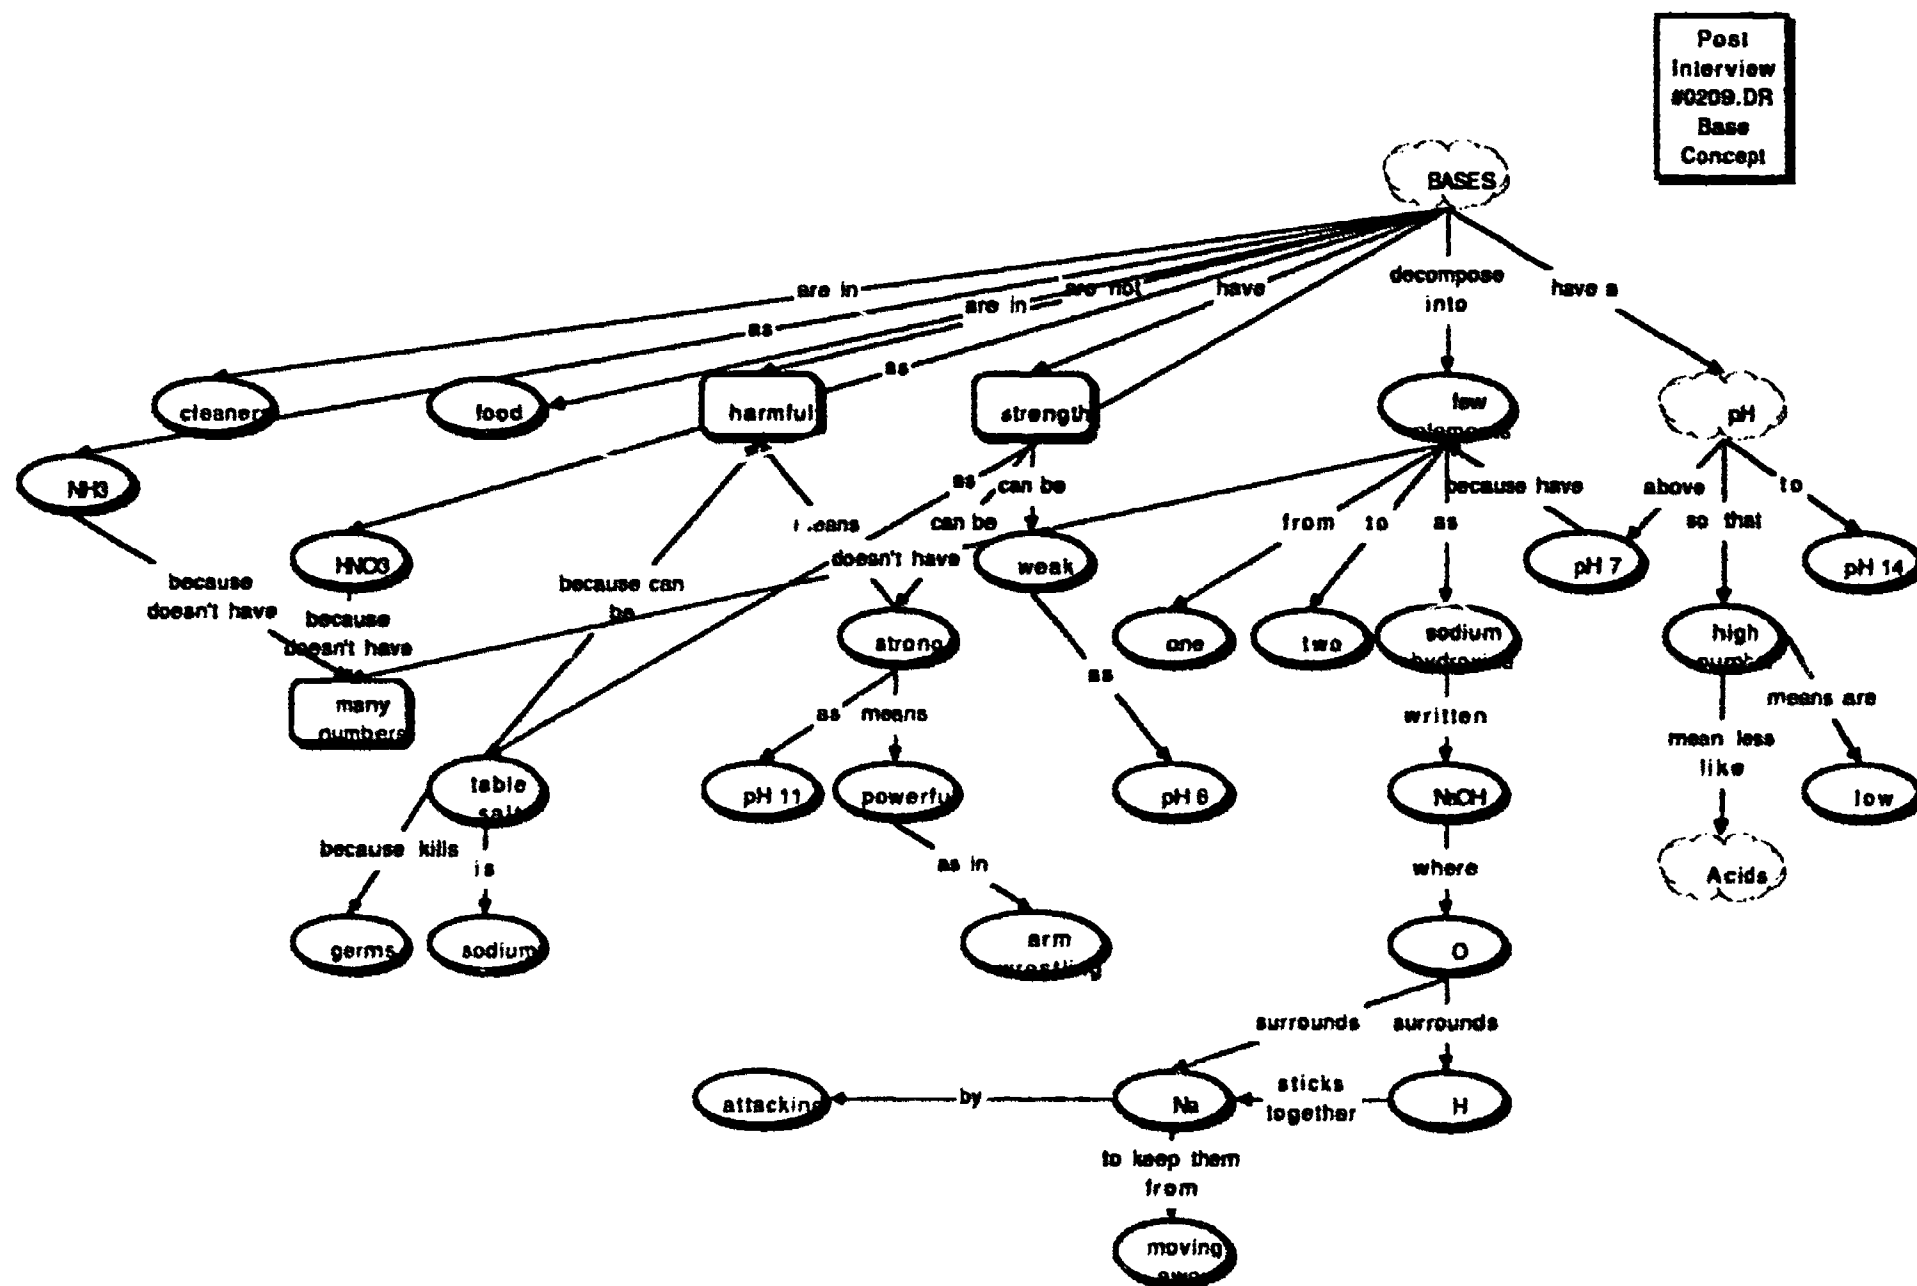 Post
Interview
#0209.DR
Base
Concept
BASES
decompose
into
have a
are in
as
are in
are not
have
as
cleaners
food
harmful
strength
few
pH
NH3
as
can be
can be
because have
above
to
so that
from
to
as
means
doesn't have
HNO3
weak
pH 7
pH 14
because
doesn't have
because can
be
because
doesn't have
strong
one
two
sodium
high
many
numbers
as
means
as
written
means are
mean less
like
table
salt
pH 11
powerful
pH 6
NaOH
low
because kills
is
as in
where
Acids
germs
sodium
arm
wrestling
O
surrounds
surrounds
attacking
by
Na
sticks
together
H
to keep them
from
moving